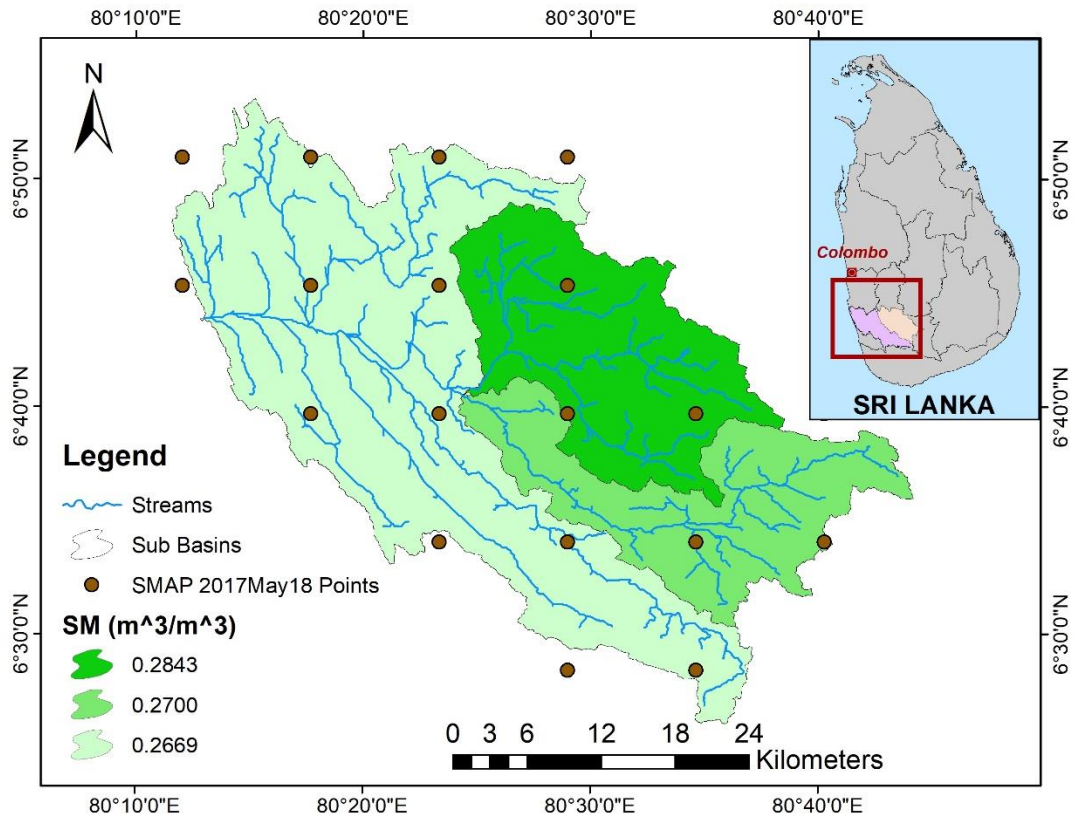 80°10'0"E 80°20'0"E 80°30'0"E 80°40'0"E
N
6°50'0"N
6°50'0"N
Colombo
SRI LANKA
6°40'0"N
6°40'0"N
Legend
Streams
Sub Basins
SMAP 2017May18 Points
SM (m^3/m^3)
0.2843
0.2700
0.2669
6°30'0"N
6°30'0"N
0 3 6 12 18 24
Kilometers
80°10'0"E 80°20'0"E 80°30'0"E 80°40'0"E